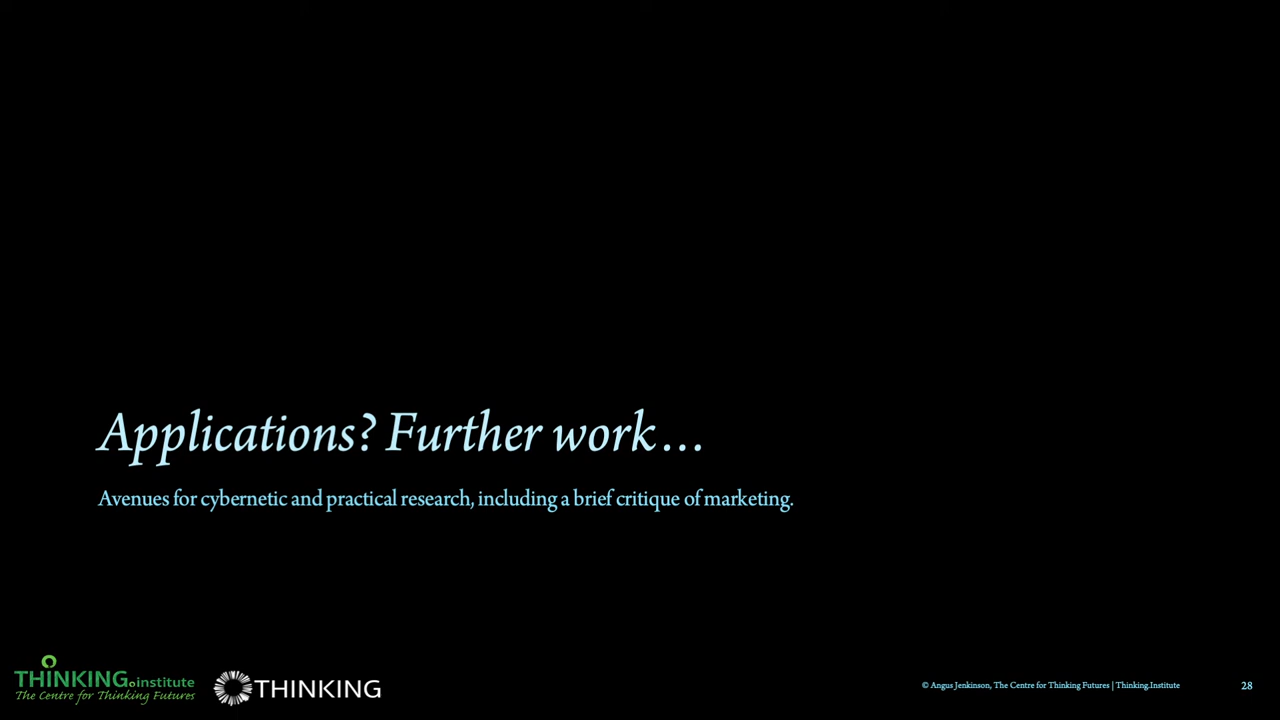 Applications? Further work…
Avenues for cybernetic and practical research, including a brief critique of marketing.
THINKING.institute
The Centre for Thinking Futures
THINKING
© Angus Jenkinson, The Centre for Thinking Futures | Thinking.Institute
28